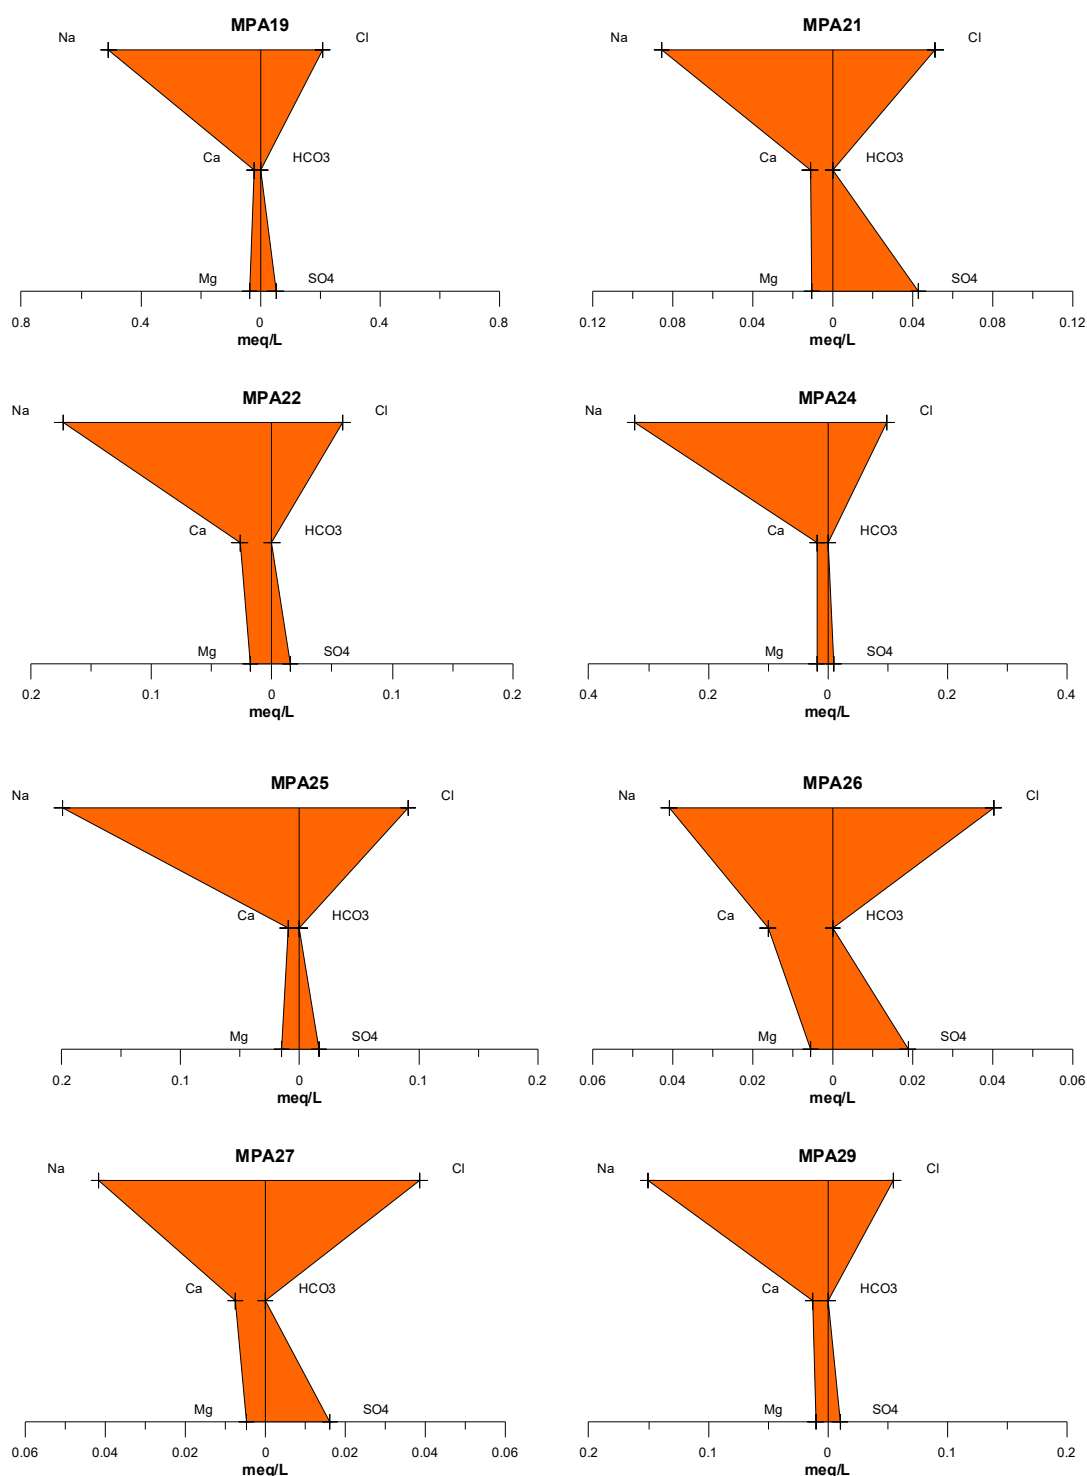 MPA19
Na Cl
Ca HCO3
Mg SO4
0.8 0.4 0 0.4 0.8
meq/L
MPA21
Na Cl
Ca HCO3
Mg SO4
0.12 0.08 0.04 0 0.04 0.08 0.12
meq/L
MPA22
Na Cl
Ca HCO3
Mg SO4
0.2 0.1 0 0.1 0.2
meq/L
MPA24
Na Cl
Ca HCO3
Mg SO4
0.4 0.2 0 0.2 0.4
meq/L
MPA25
Na Cl
Ca HCO3
Mg SO4
0.2 0.1 0 0.1 0.2
meq/L
MPA26
Na Cl
Ca HCO3
Mg SO4
0.06 0.04 0.02 0 0.02 0.04 0.06
meq/L
MPA27
Na Cl
Ca HCO3
Mg SO4
0.06 0.04 0.02 0 0.02 0.04 0.06
meq/L
MPA29
Na Cl
Ca HCO3
Mg SO4
0.2 0.1 0 0.1 0.2
meq/L